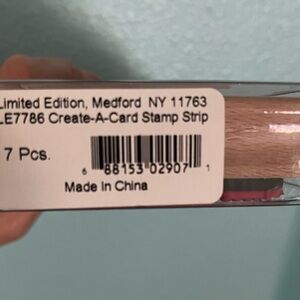 Limited Edition, Medford NY 11763
LE7786 Create-A-Card Stamp Strip
7 Pcs.
6 88153 02907 1
Made In China